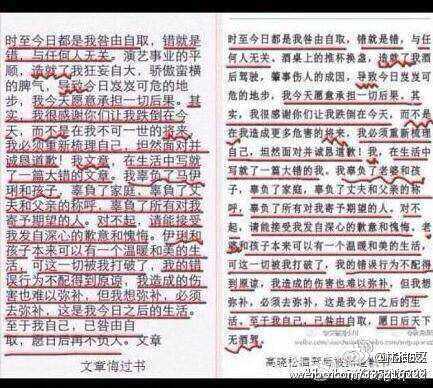 时至今日都是我咎由自取，错就是
错，与任何人无关。演艺事业的平
顺，造就了我狂妄自大，骄傲蛮横
的脾气，导致今日岌岌可危的地
步，我今天愿意承担一切后果。其
实，我很感谢你们让我跌倒在今
天，而不是在我不可一世的将来，
我必须重新梳理自己，坦然面对并
诚恳道歉！我文章，在生活中写就
了一篇大错的文章。我辜负了马伊
琍和孩子，辜负了家庭、辜负了丈
夫和父亲的称呼，辜负了所有对我
寄予期望的人。对不起，请能接受
我发自深心的歉意和愧悔。伊琍和
孩子本来可以有一个温暖和美的生
活，可这一切被我打破了，我的错
误行为不配得到原谅，我造成的伤
害也难以弥补，但我想弥补，必须
去弥补，这是我今日之后的生活。
至于我自己，已咎由自
取，愿日后再不负人。文章
文章悔过书
时至今日都是我咎由自取，错就是错，与任
何人无关、酒桌上的推杯换盏，造就了我酒
后驾驶，肇事伤人的成因，导致今日岌岌可危
的地步，我今天愿意承担一切后果，其
实，我很感谢你们让我跌倒在今天，而不是
在我造成更多危害的将来，我必须重新梳理
自己，坦然面对并诚恳道歉！我，在生活中写
就了一篇大错的文。我辜负了老婆和孩
子，辜负了家庭，辜负了丈夫和父亲的称
呼，辜负了所有对我寄予期望的人。对不
起，请能接受我发自深心的歉意和愧悔。老
婆和孩子本来可以有一个温暖和美的生活，
可这一切被我打破了，我的错误行为不配得
到原谅，我造成的伤害也难以弥补，但我想
弥补，必须去弥补，这是我今日之后的生
活，至于我自己，已咎由自取，愿日后天下
无酒驾。